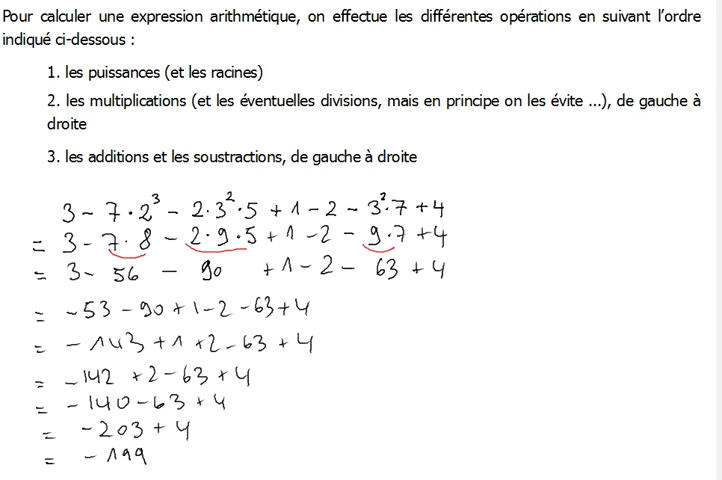 Pour calculer une expression arithmétique, on effectue les différentes opérations en suivant l'ordre
indiqué ci-dessous :
1. les puissances (et les racines)
2. les multiplications (et les éventuelles divisions, mais en principe on les évite ...), de gauche à
droite
3. les additions et les soustractions, de gauche à droite
3 - 7 · 2³ - 2 · 3² · 5 + 1 - 2 - 3² · 7 + 4
= 3 - 7 · 8 - 2 · 9 · 5 + 1 - 2 - 9 · 7 + 4
= 3 - 56 - 90 + 1 - 2 - 63 + 4
= -53 - 90 + 1 - 2 - 63 + 4
= -143 + 1 + 2 - 63 + 4
= -142 + 2 - 63 + 4
= -140 - 63 + 4
= -203 + 4
= -199